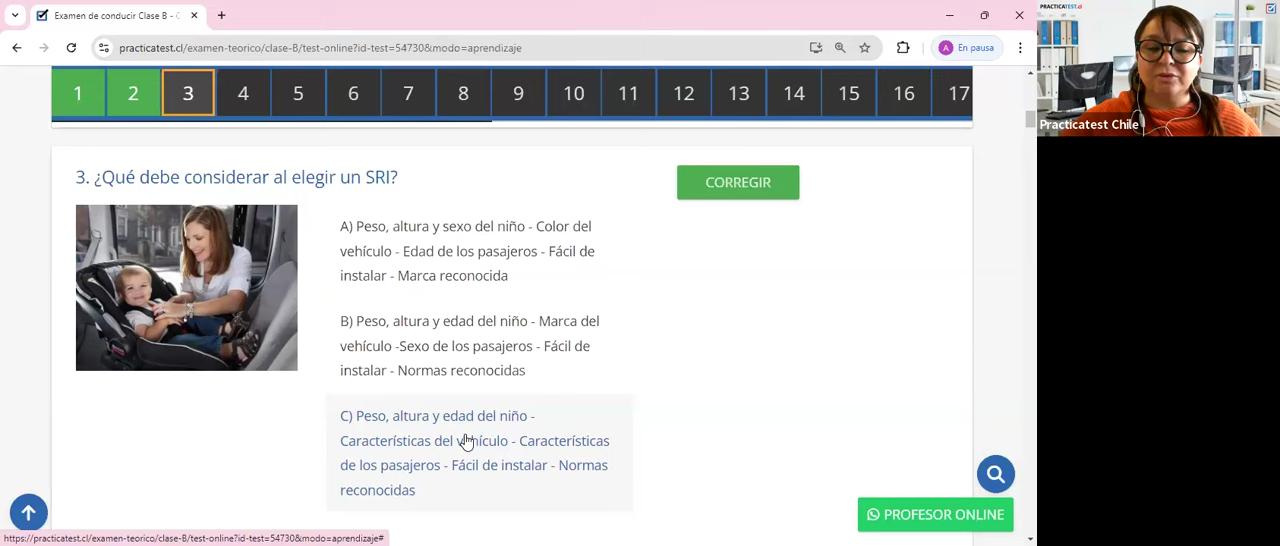 Examen de conducir Clase B - C
practicatest.cl/examen-teorico/clase-B/test-online?id-test=54730&modo=aprendizaje
A
En pausa
1 2 3 4 5 6 7 8 9 10 11 12 13 14 15 16 17
3. ¿Qué debe considerar al elegir un SRI?
CORREGIR
A) Peso, altura y sexo del niño - Color del
vehículo - Edad de los pasajeros - Fácil de
instalar - Marca reconocida
B) Peso, altura y edad del niño - Marca del
vehículo -Sexo de los pasajeros - Fácil de
instalar - Normas reconocidas
C) Peso, altura y edad del niño -
Características del vehículo - Características
de los pasajeros - Fácil de instalar - Normas
reconocidas
PROFESOR ONLINE
https://practicatest.cl/examen-teorico/clase-B/test-online?id-test=54730&modo=aprendizaje#
PRACTICATEST.cl
Practicatest Chile